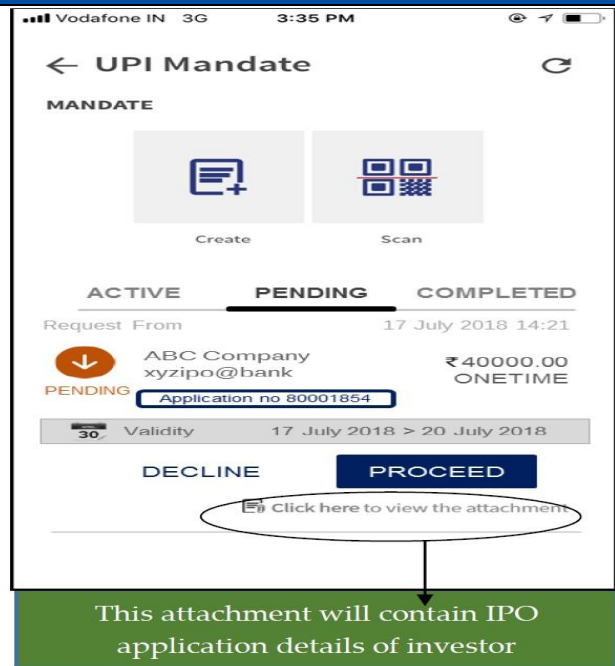 Vodafone IN 3G 3:35 PM
← UPI Mandate
MANDATE
Create Scan
ACTIVE PENDING COMPLETED
Request From 17 July 2018 14:21
ABC Company ₹40000.00
xyzipo@bank ONETIME
PENDING
Application no 80001854
30 Validity 17 July 2018 > 20 July 2018
DECLINE PROCEED
Click here to view the attachment
This attachment will contain IPO
application details of investor